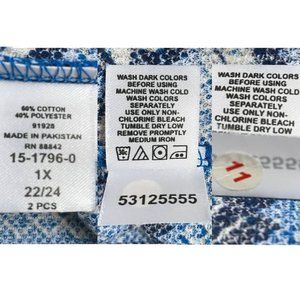 60% COTTON
40% POLYESTER
91928
MADE IN PAKISTAN
RN 88842
15-1796-0
1X
22/24
2 PCS
WASH DARK COLORS
BEFORE USING
MACHINE WASH COLD
WASH COLORS
SEPARATELY
USE ONLY NON-
CHLORINE BLEACH
TUMBLE DRY LOW
REMOVE PROMPTLY
MEDIUM IRON
53125555
WASH DARK COLORS
BEFORE USING
MACHINE WASH COLD
WASH COLORS
SEPARATELY
USE ONLY NON-
CHLORINE BLEACH
TUMBLE DRY LOW
125555
11